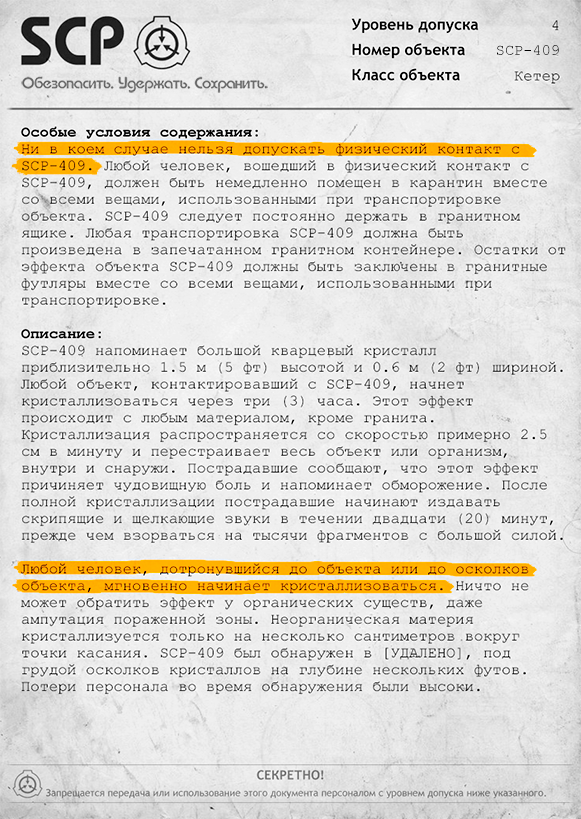 SCP
Обезопасить. Удержать. Сохранить.
Уровень допуска 4
Номер объекта SCP-409
Класс объекта Кетер
Особые условия содержания:
Ни в коем случае нельзя допускать физический контакт с
SCP-409. Любой человек, вошедший в физический контакт с
SCP-409, должен быть немедленно помещен в карантин вместе
со всеми вещами, использованными при транспортировке
объекта. SCP-409 следует постоянно держать в гранитном
ящике. Любая транспортировка SCP-409 должна быть
произведена в запечатанном гранитном контейнере. Остатки от
эффекта объекта SCP-409 должны быть заключены в гранитные
футляры вместе со всеми вещами, использованными при
транспортировке.
Описание:
SCP-409 напоминает большой кварцевый кристалл
приблизительно 1.5 м (5 фт) высотой и 0.6 м (2 фт) шириной.
Любой объект, контактировавший с SCP-409, начнет
кристаллизоваться через три (3) часа. Этот эффект
происходит с любым материалом, кроме гранита.
Кристаллизация распространяется со скоростью примерно 2.5
см в минуту и перестраивает весь объект или организм,
внутри и снаружи. Пострадавшие сообщают, что этот эффект
причиняет чудовищную боль и напоминает обморожение. После
полной кристаллизации пострадавшие начинают издавать
скрипящие и щелкающие звуки в течении двадцати (20) минут,
прежде чем взорваться на тысячи фрагментов с большой силой.
Любой человек, дотронувшийся до объекта или до осколков
объекта, мгновенно начинает кристаллизоваться. Ничто не
может обратить эффект у органических существ, даже
ампутация пораженной зоны. Неорганическая материя
кристаллизуется только на несколько сантиметров вокруг
точки касания. SCP-409 был обнаружен в [УДАЛЕНО], под
грудой осколков кристаллов на глубине нескольких футов.
Потери персонала во время обнаружения были высоки.
СЕКРЕТНО!
Запрещается передача или использование этого документа персоналом с уровнем допуска ниже указанного.